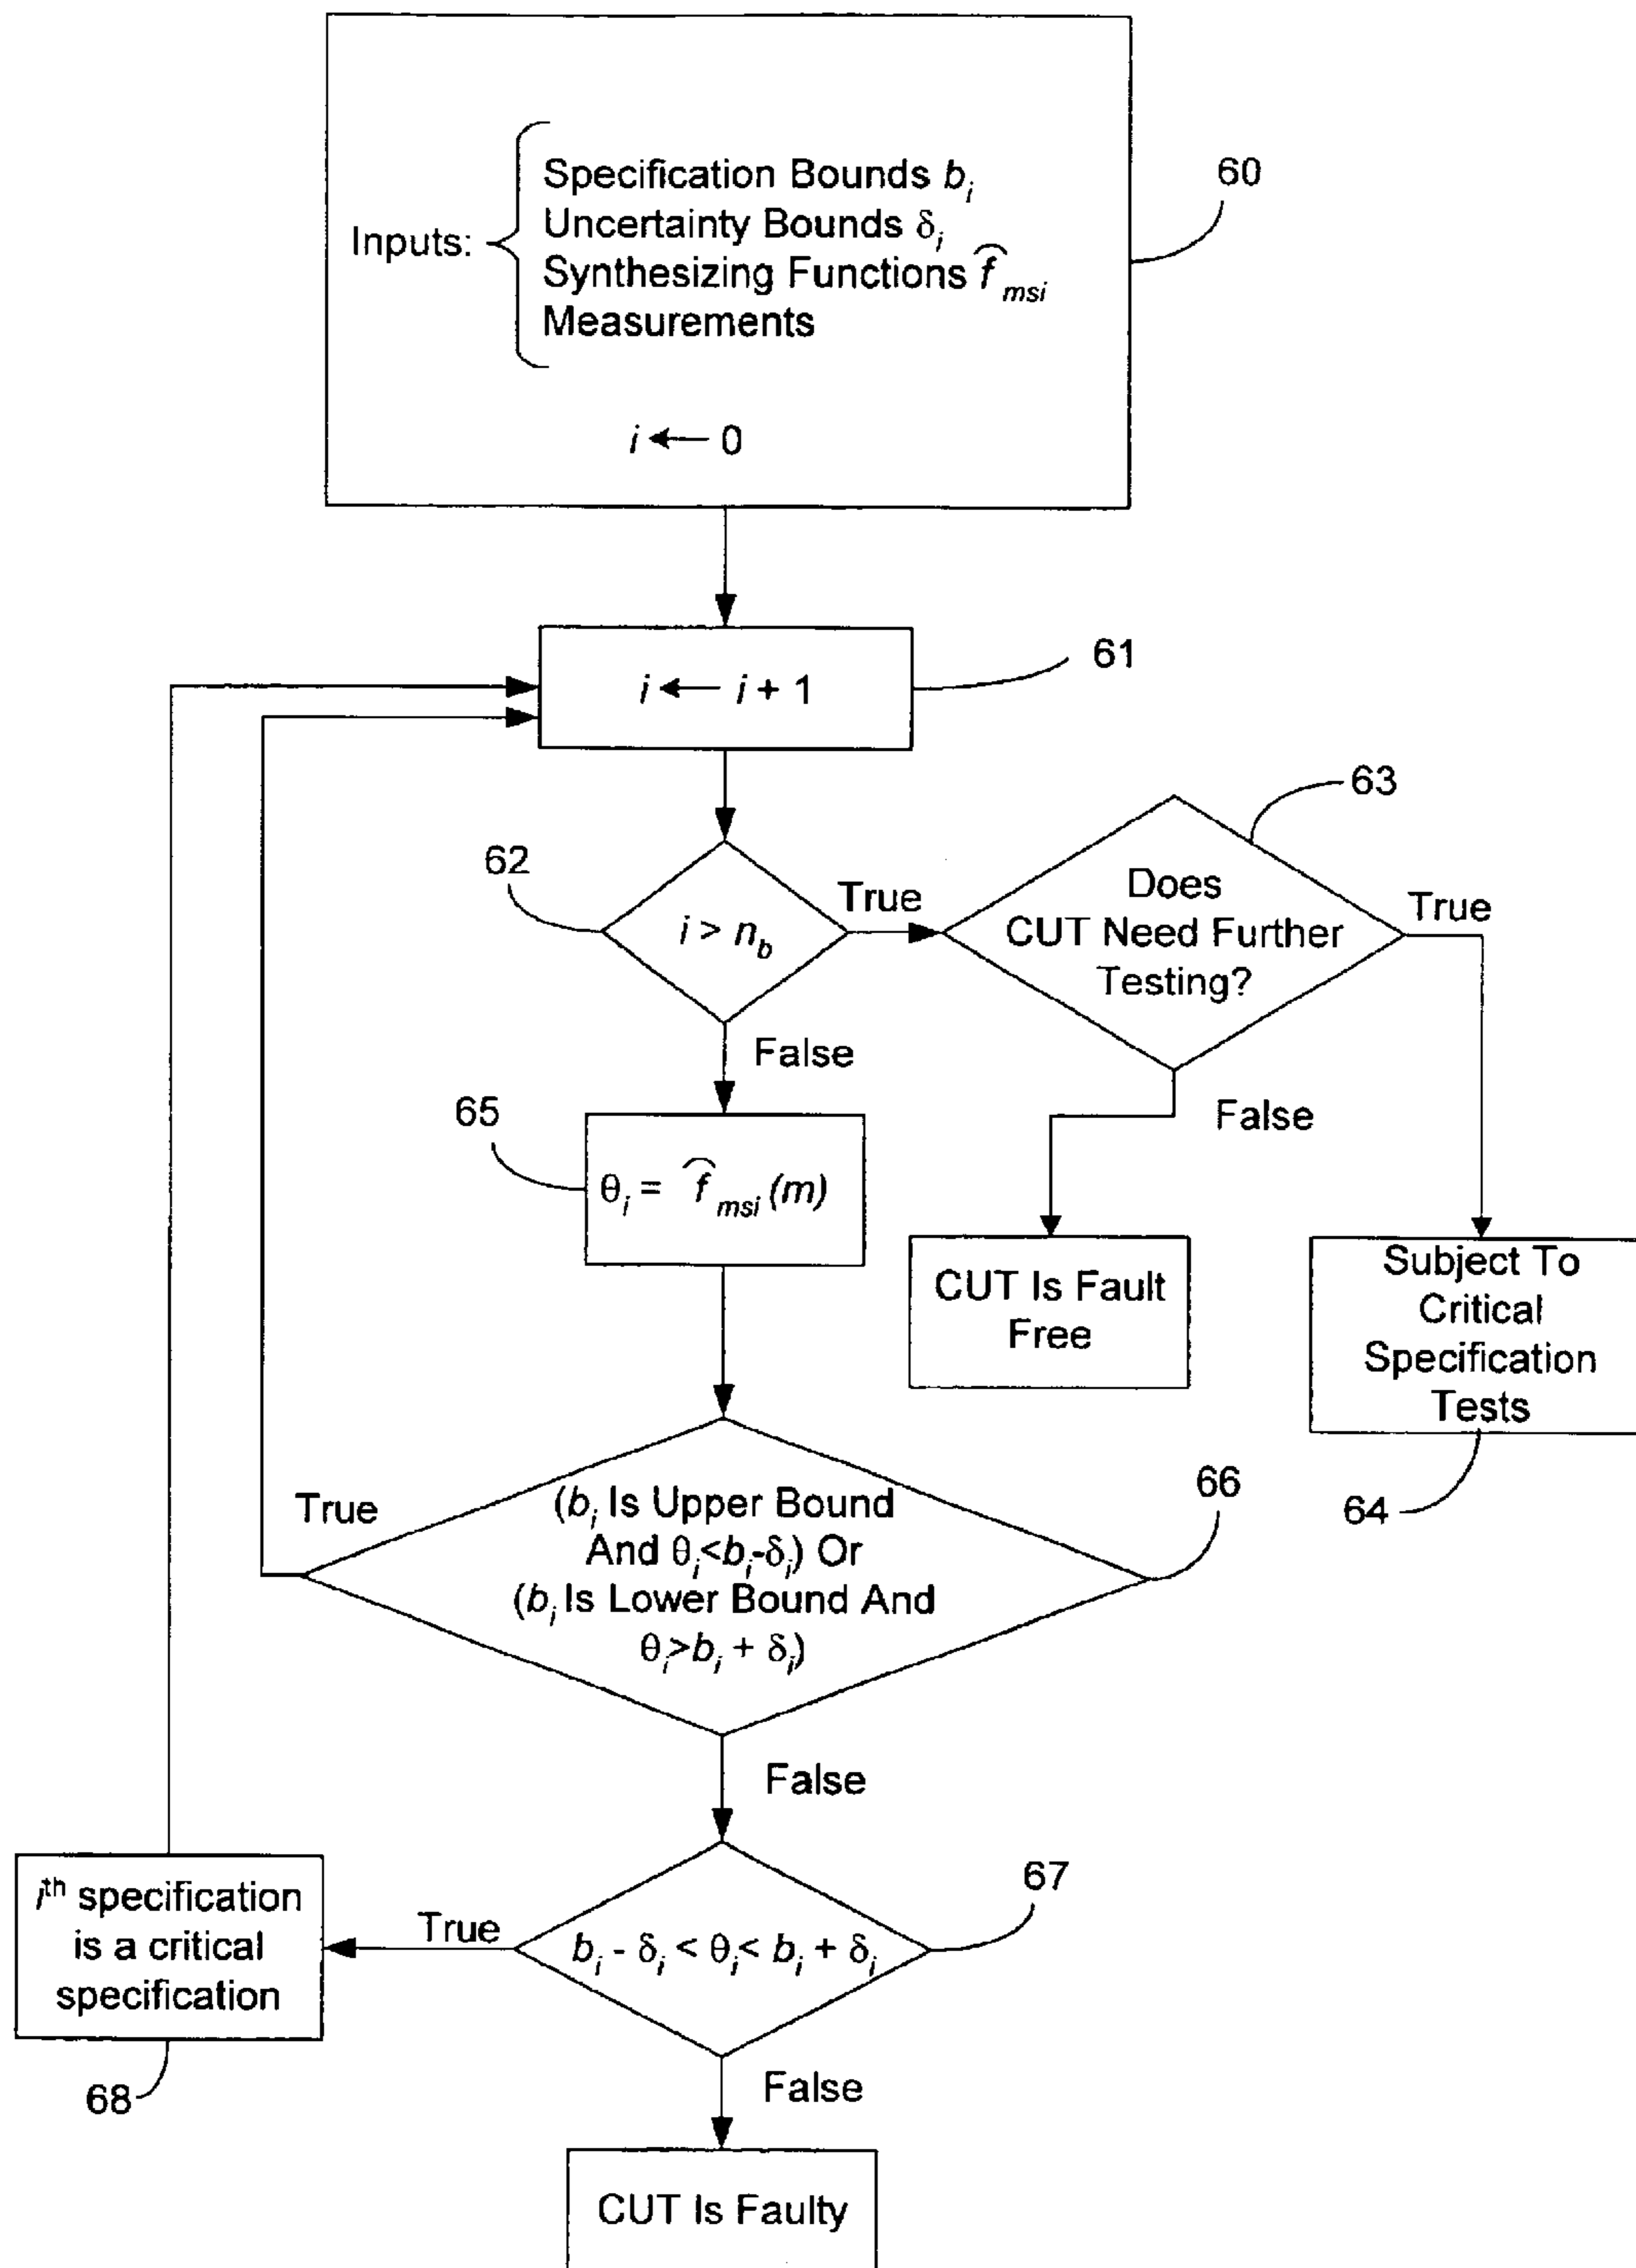 Inputs:
Specification Bounds b_i
Uncertainty Bounds δ_i
Synthesizing Functions f̂_msi
Measurements
i ← 0
60
i ← i + 1
61
62
i > n_b
True
False
63
Does
CUT Need Further
Testing?
True
False
65
θ_i = f̂_msi (m)
CUT Is Fault
Free
Subject To
Critical
Specification
Tests
64
66
(b_i Is Upper Bound
And θ_i<b_i-δ_i) Or
(b_i Is Lower Bound And
θ_i>b_i + δ_i)
True
False
67
b_i - δ_i < θ_i < b_i + δ_i
True
False
i^th specification
is a critical
specification
68
CUT Is Faulty